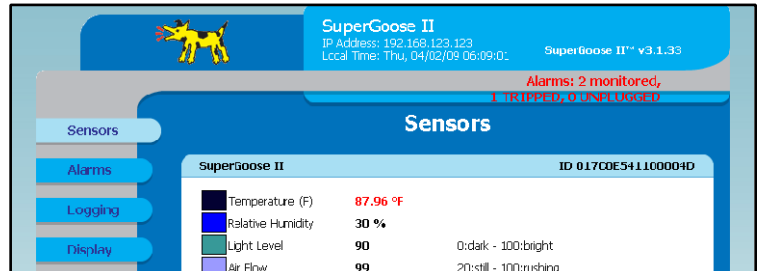 SuperGoose II
IP Address: 192.168.123.123
Local Time: Thu, 04/02/09 06:09:01
SuperGoose II™ v3.1.33
Alarms: 2 monitored,
1 TRIPPED, 0 UNPLUGGED
Sensors
Sensors
Alarms
Logging
Display
SuperGoose II ID 017C0E541100004D
Temperature (F) 87.96 °F
Relative Humidity 30 %
Light Level 90 0:dark - 100:bright
Air Flow 99 20:still - 100:rushing